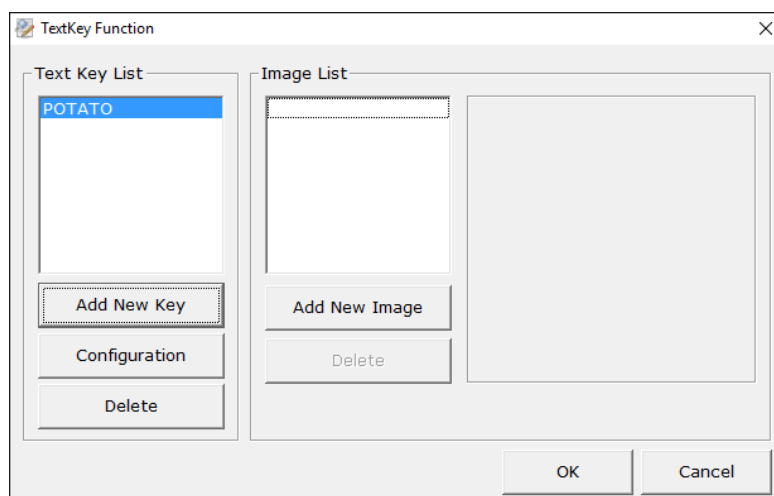 TextKey Function
Text Key List
POTATO
Add New Key
Configuration
Delete
Image List
Add New Image
Delete
OK
Cancel